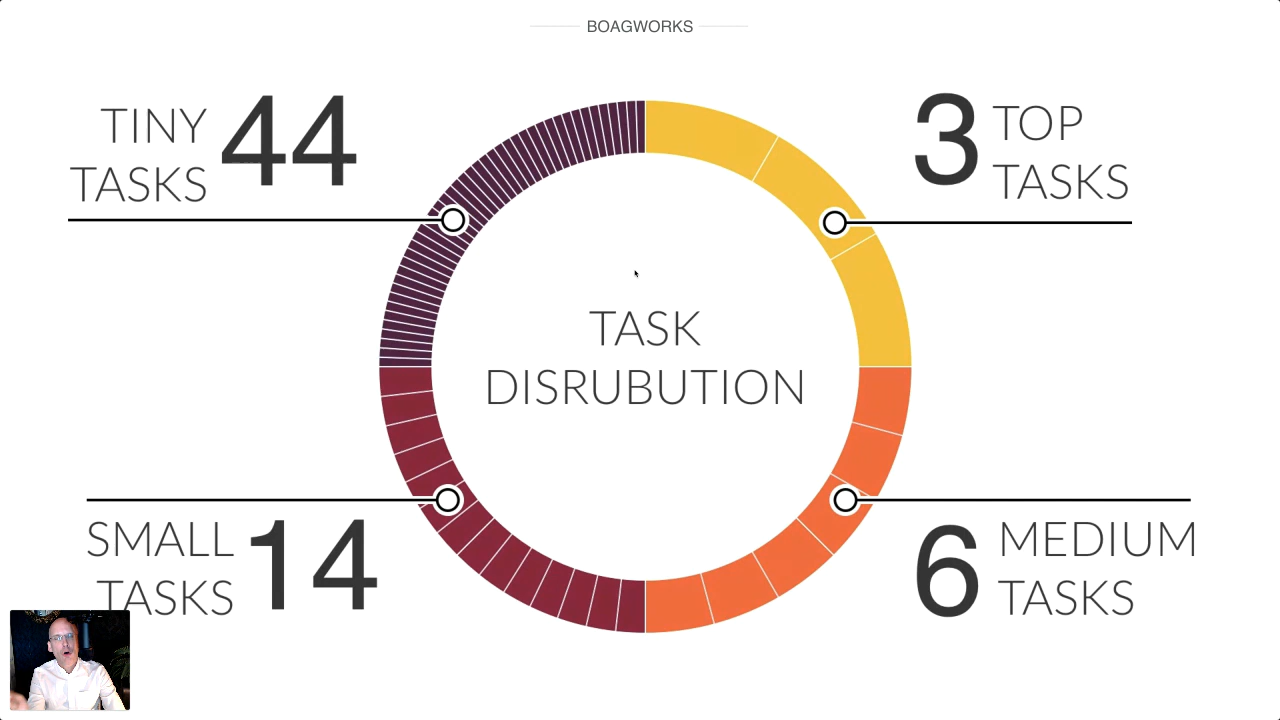 BOAGWORKS
TINY
TASKS
44
3
TOP
TASKS
TASK
DISRUBUTION
SMALL
TASKS
14
6
MEDIUM
TASKS